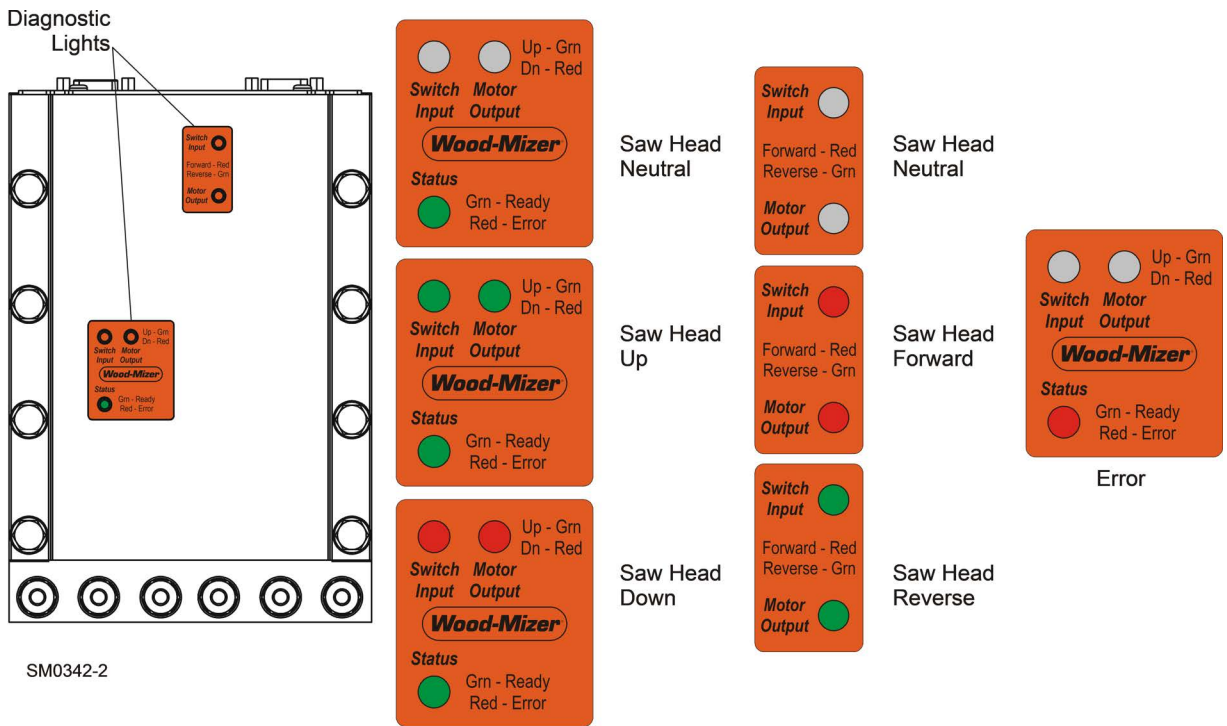 Diagnostic
Lights
Switch
Input
Forward - Red
Reverse - Grn
Motor
Output
Up - Grn
Dn - Red
Switch Motor
Input Output
Wood-Mizer
Status
Grn - Ready
Red - Error
SM0342-2
Up - Grn
Dn - Red
Switch Motor
Input Output
Wood-Mizer
Status
Grn - Ready
Red - Error
Saw Head
Neutral
Up - Grn
Dn - Red
Switch Motor
Input Output
Wood-Mizer
Status
Grn - Ready
Red - Error
Saw Head
Up
Up - Grn
Dn - Red
Switch Motor
Input Output
Wood-Mizer
Status
Grn - Ready
Red - Error
Saw Head
Down
Switch
Input
Forward - Red
Reverse - Grn
Motor
Output
Saw Head
Neutral
Switch
Input
Forward - Red
Reverse - Grn
Motor
Output
Saw Head
Forward
Switch
Input
Forward - Red
Reverse - Grn
Motor
Output
Saw Head
Reverse
Up - Grn
Dn - Red
Switch Motor
Input Output
Wood-Mizer
Status
Grn - Ready
Red - Error
Error